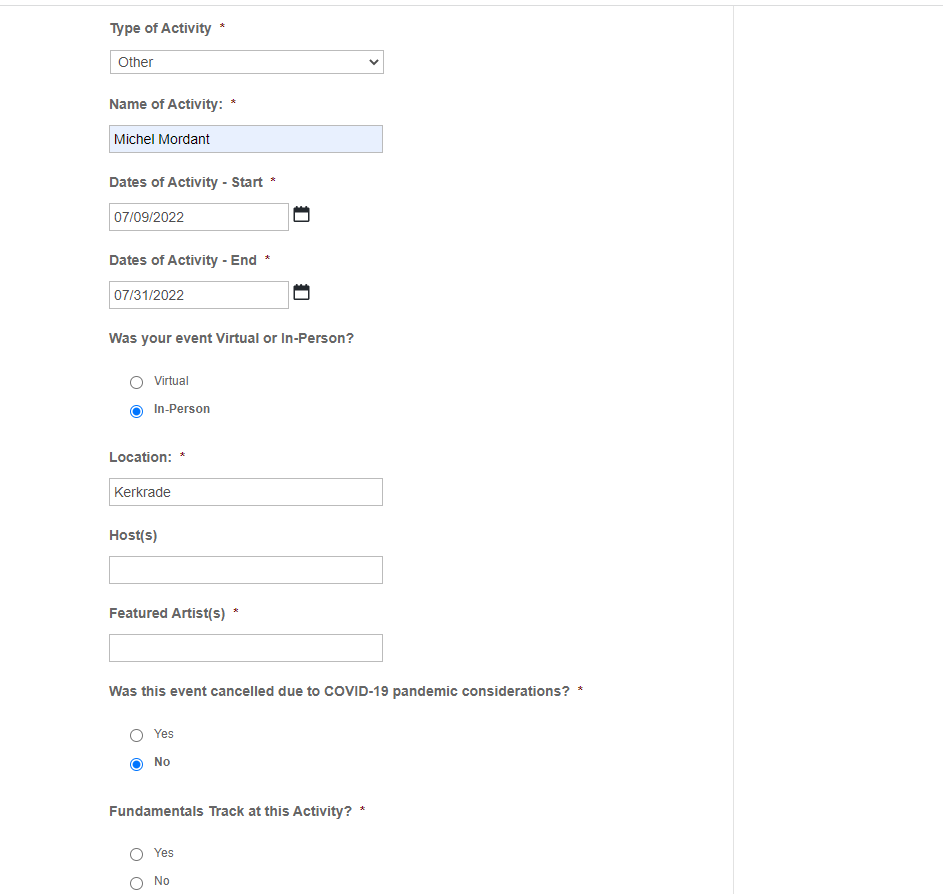 Type of Activity *
Other
Name of Activity: *
Michel Mordant
Dates of Activity - Start *
07/09/2022
Dates of Activity - End *
07/31/2022
Was your event Virtual or In-Person?
Virtual
In-Person
Location: *
Kerkrade
Host(s)
Featured Artist(s) *
Was this event cancelled due to COVID-19 pandemic considerations? *
Yes
No
Fundamentals Track at this Activity? *
Yes
No